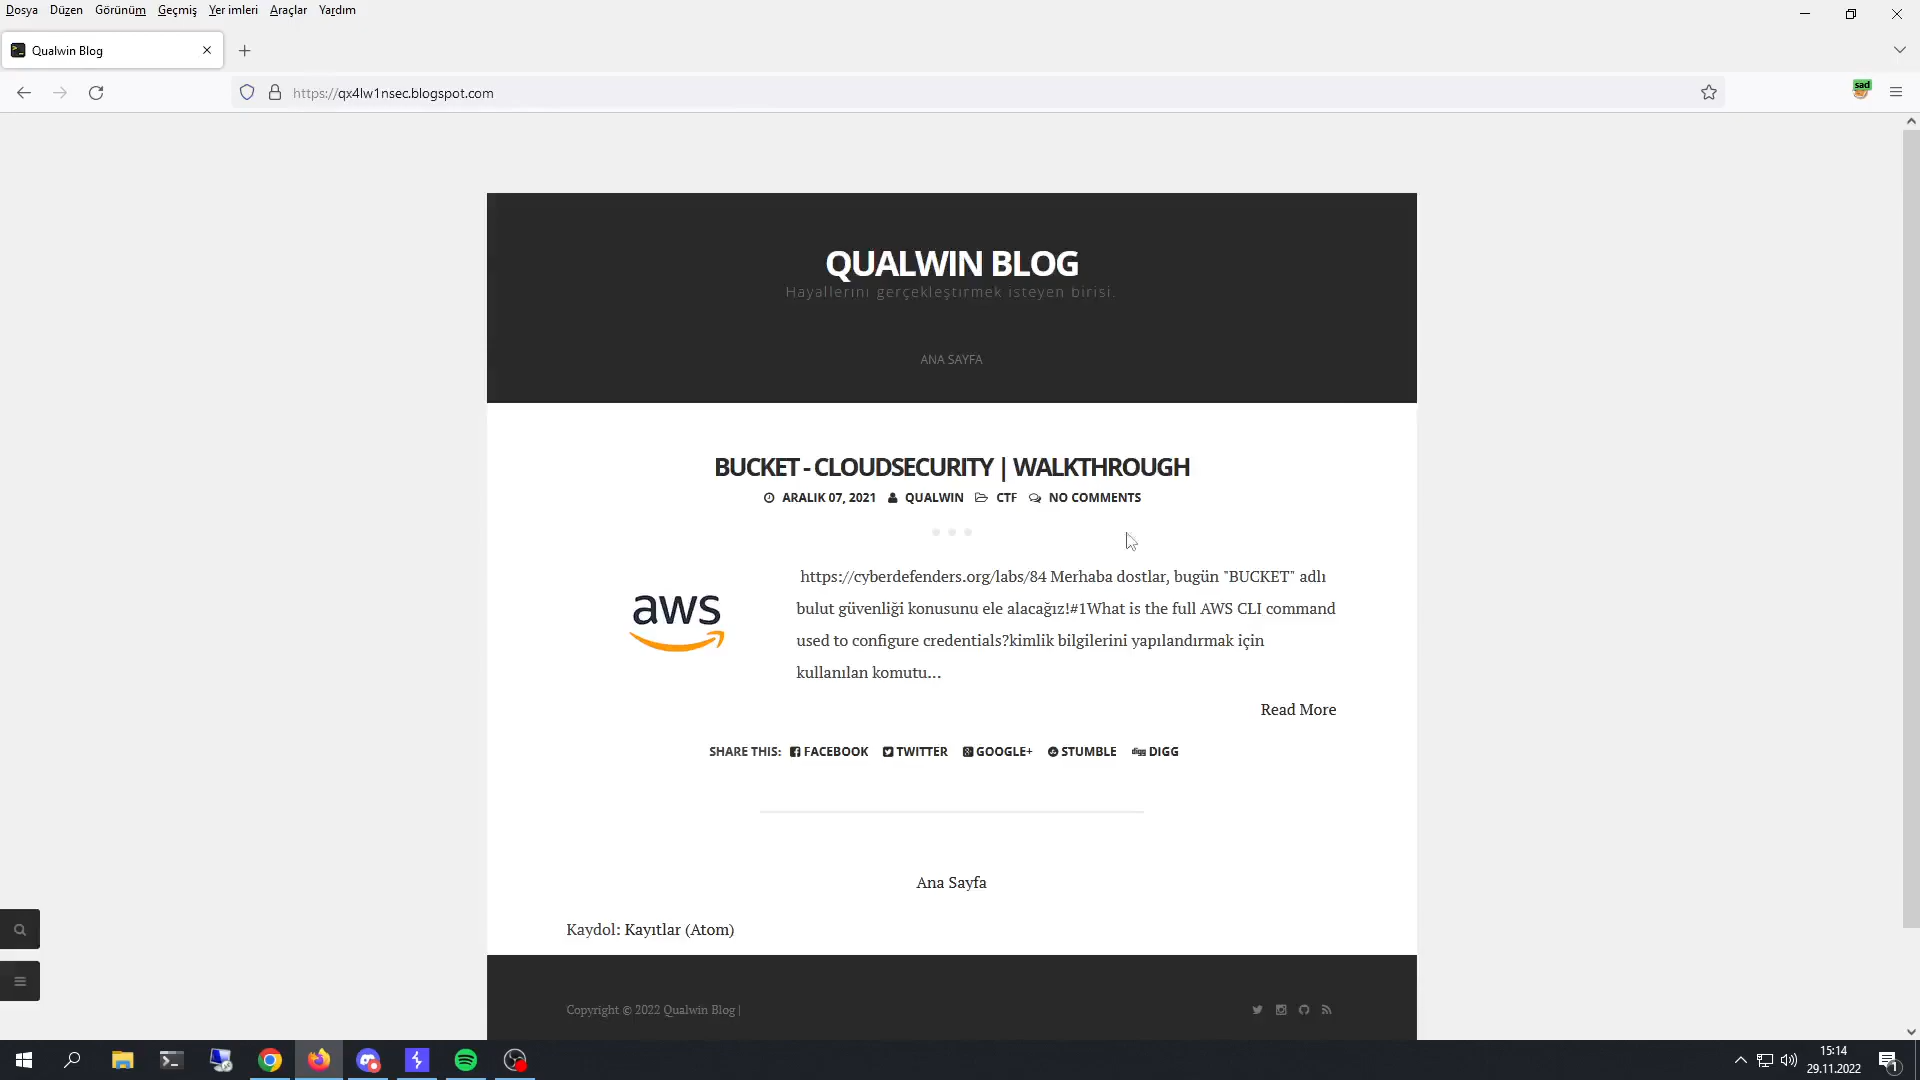 Dosya Düzen Görünüm Geçmiş Yer imleri Araçlar Yardım
Qualwin Blog
https://qx4lw1nsec.blogspot.com
sad
QUALWIN BLOG
Hayallerini gerçekleştirmek isteyen birisi.
ANA SAYFA
BUCKET - CLOUDSECURITY | WALKTHROUGH
ARALIK 07, 2021 QUALWIN CTF NO COMMENTS
aws
https://cyberdefenders.org/labs/84 Merhaba dostlar, bugün "BUCKET" adlı
bulut güvenliği konusunu ele alacağız!#1What is the full AWS CLI command
used to configure credentials?kimlik bilgilerini yapılandırmak için
kullanılan komutu...
Read More
SHARE THIS: FACEBOOK TWITTER GOOGLE+ STUMBLE digg DIGG
Ana Sayfa
Kaydol: Kayıtlar (Atom)
Copyright © 2022 Qualwin Blog |
15:14
29.11.2022
1